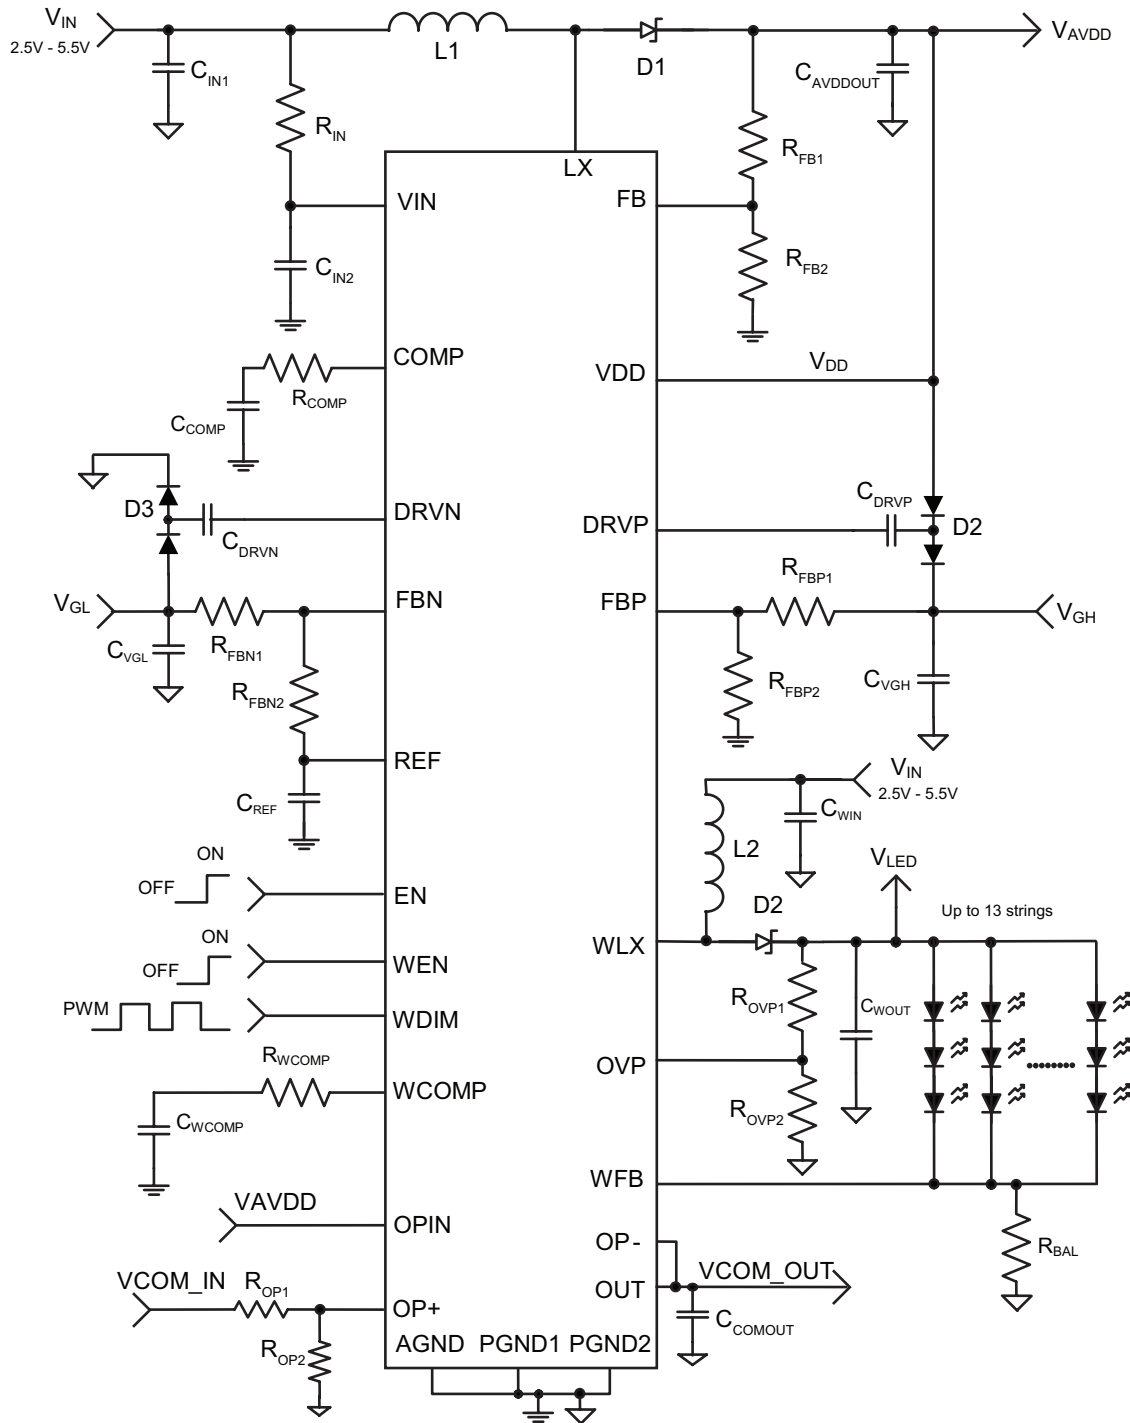 VIN
2.5V - 5.5V
L1
D1
VAVDD
CIN1
CAVDDOUT
RIN
LX
RFB1
VIN
FB
CIN2
RFB2
COMP
VDD
VDD
RCOMP
CCOMP
D3
CDRVN
DRVN
DRVP
CDRVP
D2
RFBP1
VGL
FBN
FBP
VGH
CVGL
RFBN1
RFBN2
RFBP2
CVGH
REF
CREF
VIN
2.5V - 5.5V
CWIN
L2
ON
OFF
EN
VLED
D2
Up to 13 strings
ON
OFF
WEN
WLX
PWM
WDIM
ROVP1
CWOUT
RWCOMP
WCOMP
OVP
CWCOMP
ROVP2
WFB
VAVDD
OPIN
OP-
RBAL
VCOM_IN
ROP1
OP+
OUT
VCOM_OUT
ROP2
CCOMOUT
AGND PGND1 PGND2